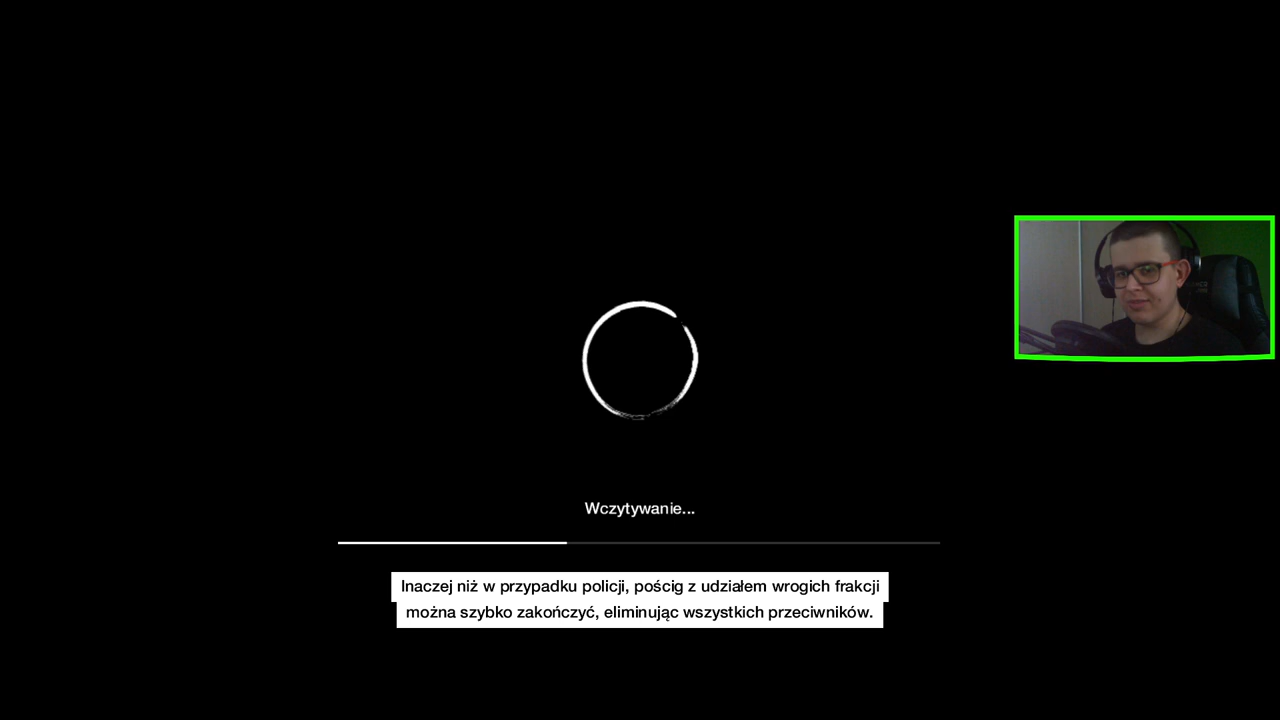 Wczytywanie...
Inaczej niż w przypadku policji, pościg z udziałem wrogich frakcji
można szybko zakończyć, eliminując wszystkich przeciwników.